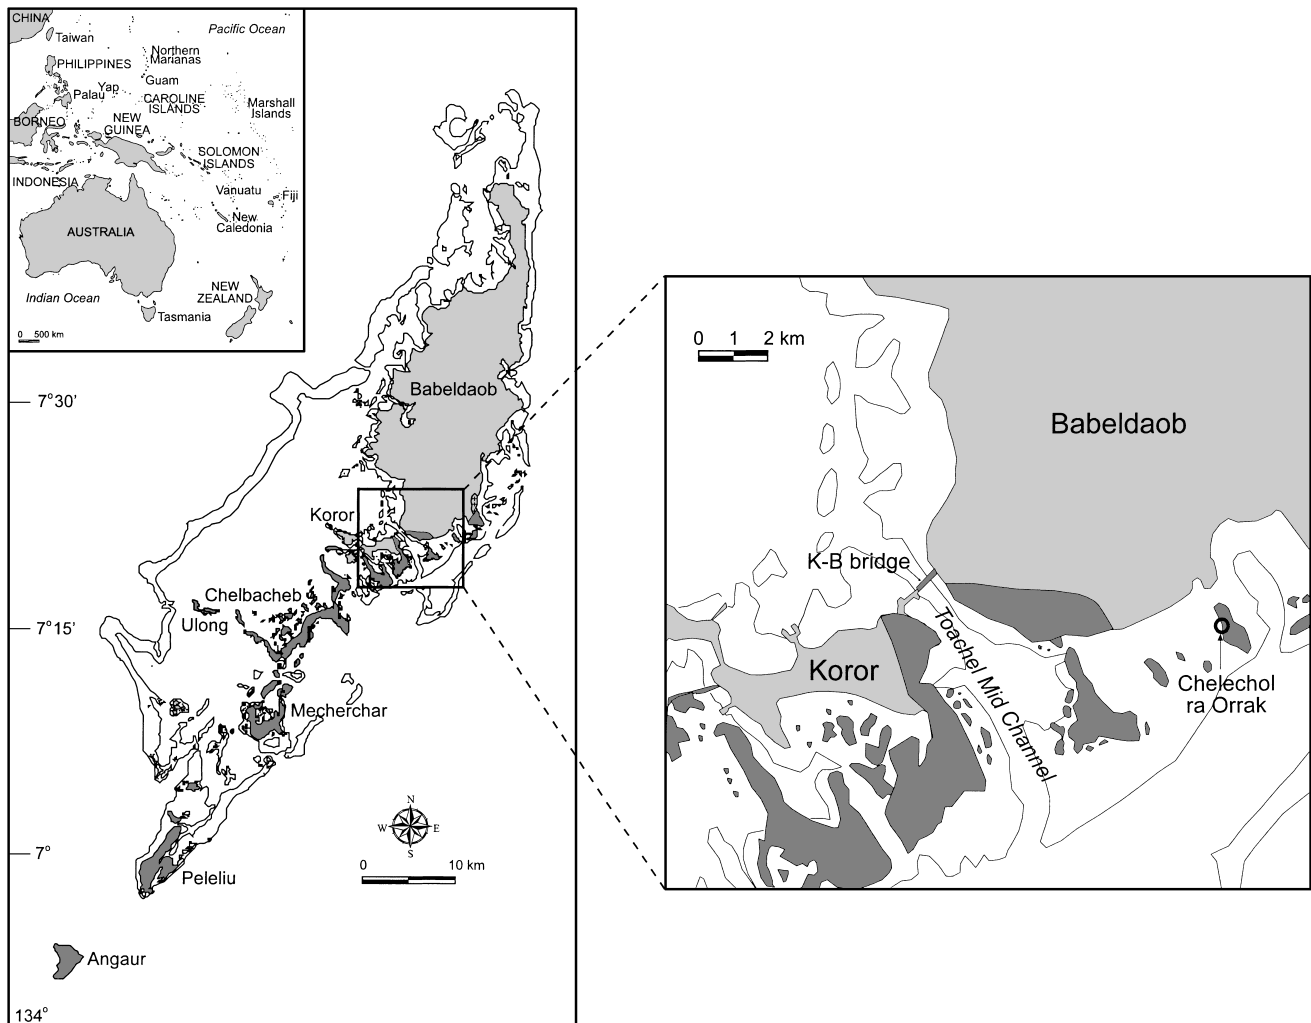 CHINA
Pacific Ocean
Taiwan
Northern
Marianas
PHILIPPINES
Guam
Yap
Palau
CAROLINE
ISLANDS
Marshall
Islands
BORNEO
NEW
GUINEA
SOLOMON
ISLANDS
INDONESIA
Vanuatu
Fiji
New
Caledonia
AUSTRALIA
NEW
ZEALAND
Indian Ocean
Tasmania
0 500 km
7°30'
Babeldaob
Koror
Chelbacheb
Ulong
7°15'
Mecherchar
N
W E
S
0 10 km
7°
Peleliu
Angaur
134°
0 1 2 km
Babeldaob
K-B bridge
Toachel Mid Channel
Koror
Chelechol
ra Orrak